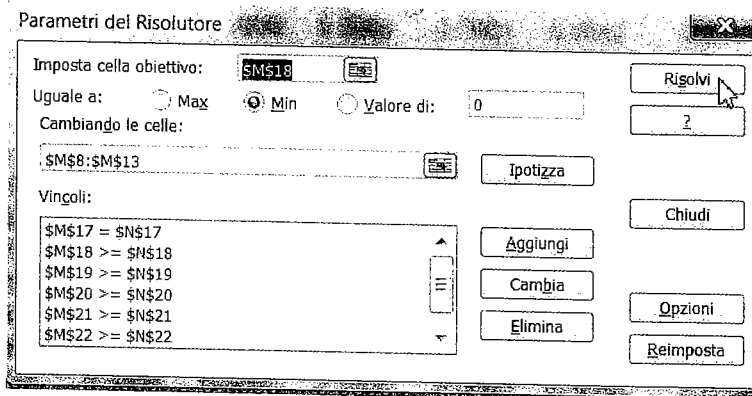 Parametri del Risolutore
Imposta cella obiettivo: $M$18
Risolvi
Uguale a: Max Min Valore di: 0
?
Cambiando le celle:
$M$8:$M$13
Ipotizza
Vincoli:
Chiudi
$M$17 = $N$17
$M$18 >= $N$18
$M$19 >= $N$19
$M$20 >= $N$20
$M$21 >= $N$21
$M$22 >= $N$22
Aggiungi
Cambia
Elimina
Opzioni
Reimposta